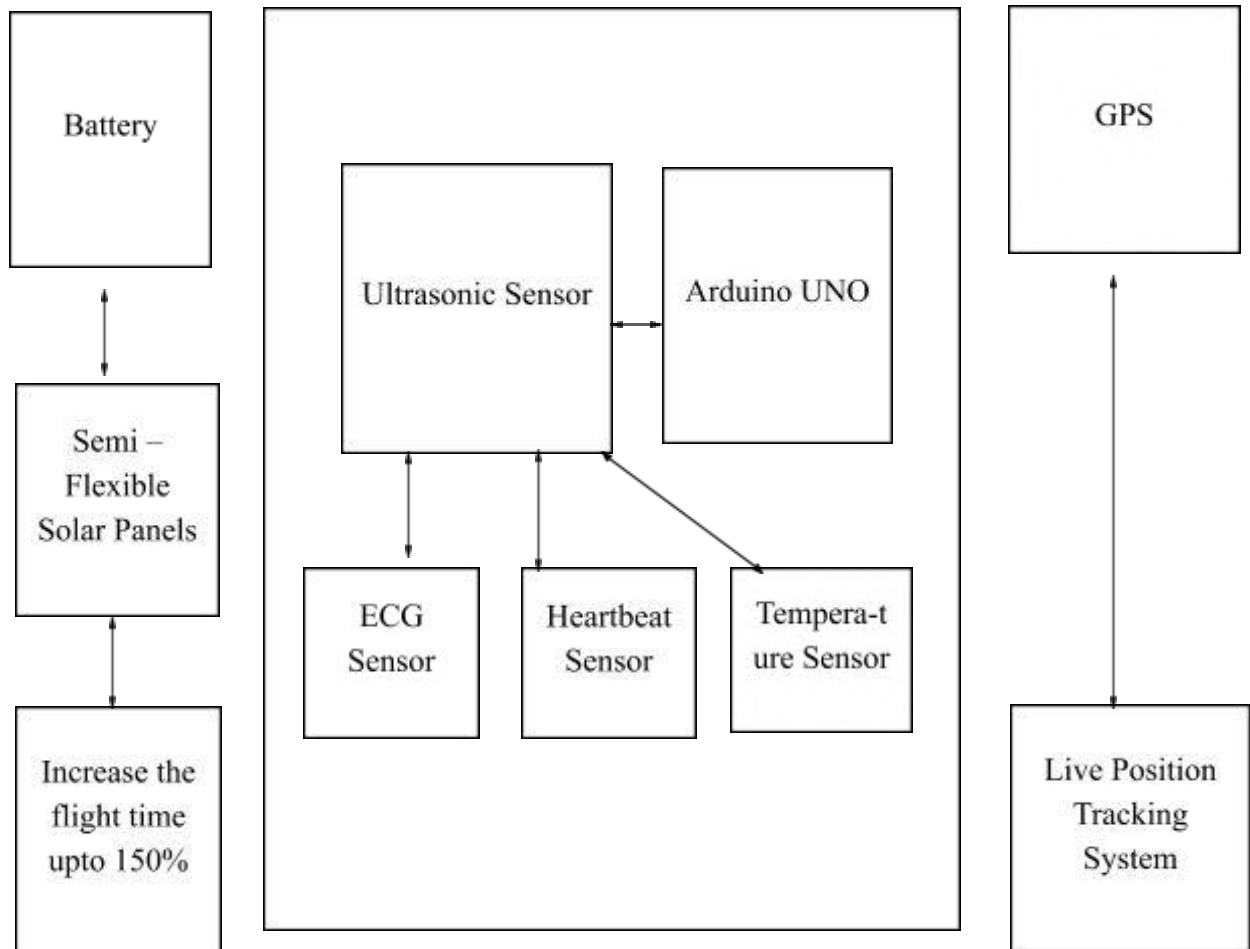 Battery
Semi –
Flexible
Solar Panels
Increase the
flight time
upto 150%
Ultrasonic Sensor
Arduino UNO
ECG
Sensor
Heartbeat
Sensor
Tempera-t
ure Sensor
GPS
Live Position
Tracking
System